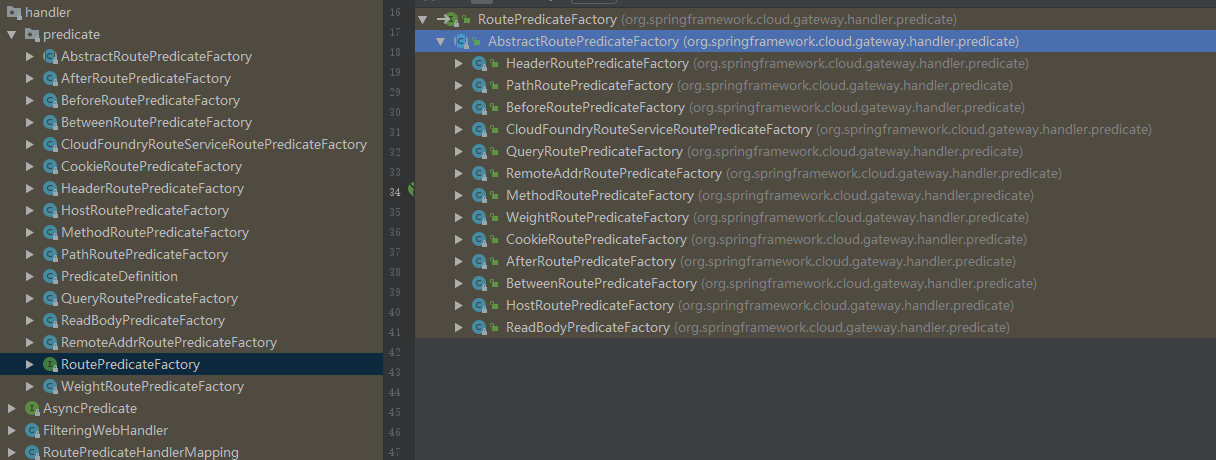 handler
predicate
AbstractRoutePredicateFactory
AfterRoutePredicateFactory
BeforeRoutePredicateFactory
BetweenRoutePredicateFactory
CloudFoundryRouteServiceRoutePredicateFactory
CookieRoutePredicateFactory
HeaderRoutePredicateFactory
HostRoutePredicateFactory
MethodRoutePredicateFactory
PathRoutePredicateFactory
PredicateDefinition
QueryRoutePredicateFactory
ReadBodyPredicateFactory
RemoteAddrRoutePredicateFactory
RoutePredicateFactory
WeightRoutePredicateFactory
AsyncPredicate
FilteringWebHandler
RoutePredicateHandlerMapping
16
17
18
19
29
30
31
32
33
34
35
36
37
38
39
40
41
42
43
44
45
46
47
RoutePredicateFactory (org.springframework.cloud.gateway.handler.predicate)
AbstractRoutePredicateFactory (org.springframework.cloud.gateway.handler.predicate)
HeaderRoutePredicateFactory (org.springframework.cloud.gateway.handler.predicate)
PathRoutePredicateFactory (org.springframework.cloud.gateway.handler.predicate)
BeforeRoutePredicateFactory (org.springframework.cloud.gateway.handler.predicate)
CloudFoundryRouteServiceRoutePredicateFactory (org.springframework.cloud.gateway.handler.predicate)
QueryRoutePredicateFactory (org.springframework.cloud.gateway.handler.predicate)
RemoteAddrRoutePredicateFactory (org.springframework.cloud.gateway.handler.predicate)
MethodRoutePredicateFactory (org.springframework.cloud.gateway.handler.predicate)
WeightRoutePredicateFactory (org.springframework.cloud.gateway.handler.predicate)
CookieRoutePredicateFactory (org.springframework.cloud.gateway.handler.predicate)
AfterRoutePredicateFactory (org.springframework.cloud.gateway.handler.predicate)
BetweenRoutePredicateFactory (org.springframework.cloud.gateway.handler.predicate)
HostRoutePredicateFactory (org.springframework.cloud.gateway.handler.predicate)
ReadBodyPredicateFactory (org.springframework.cloud.gateway.handler.predicate)